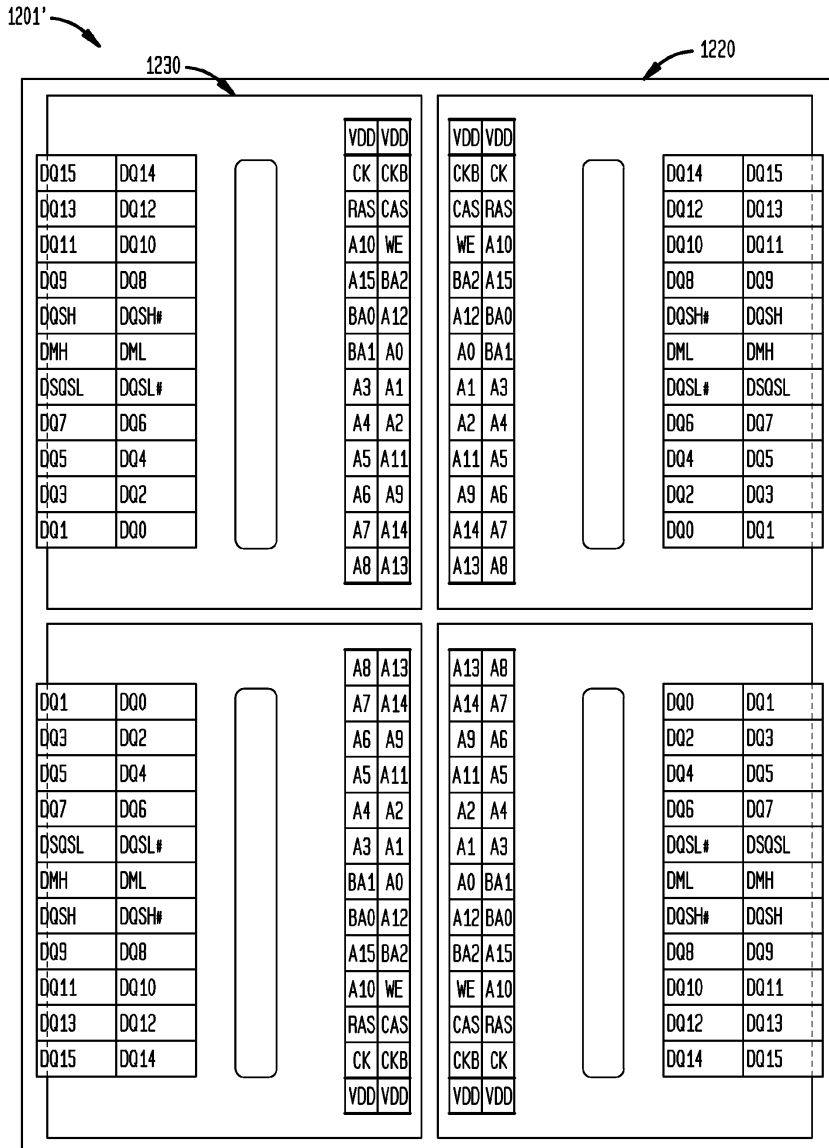 1201'
1230
1220
VDD VDD VDD VDD
DQ15 DQ14 CK CKB CKB CK DQ14 DQ15
DQ13 DQ12 RAS CAS CAS RAS DQ12 DQ13
DQ11 DQ10 A10 WE WE A10 DQ10 DQ11
DQ9 DQ8 A15 BA2 BA2 A15 DQ8 DQ9
DQSH DQSH# BA0 A12 A12 BA0 DQSH# DQSH
DMH DML BA1 A0 A0 BA1 DML DMH
DSQSL DQSL# A3 A1 A1 A3 DQSL# DSQSL
DQ7 DQ6 A4 A2 A2 A4 DQ6 DQ7
DQ5 DQ4 A5 A11 A11 A5 DQ4 DQ5
DQ3 DQ2 A6 A9 A9 A6 DQ2 DQ3
DQ1 DQ0 A7 A14 A14 A7 DQ0 DQ1
A8 A13 A13 A8
A8 A13 A13 A8
DQ1 DQ0 A7 A14 A14 A7 DQ0 DQ1
DQ3 DQ2 A6 A9 A9 A6 DQ2 DQ3
DQ5 DQ4 A5 A11 A11 A5 DQ4 DQ5
DQ7 DQ6 A4 A2 A2 A4 DQ6 DQ7
DSQSL DQSL# A3 A1 A1 A3 DQSL# DSQSL
DMH DML BA1 A0 A0 BA1 DML DMH
DQSH DQSH# BA0 A12 A12 BA0 DQSH# DQSH
DQ9 DQ8 A15 BA2 BA2 A15 DQ8 DQ9
DQ11 DQ10 A10 WE WE A10 DQ10 DQ11
DQ13 DQ12 RAS CAS CAS RAS DQ12 DQ13
DQ15 DQ14 CK CKB CKB CK DQ14 DQ15
VDD VDD VDD VDD